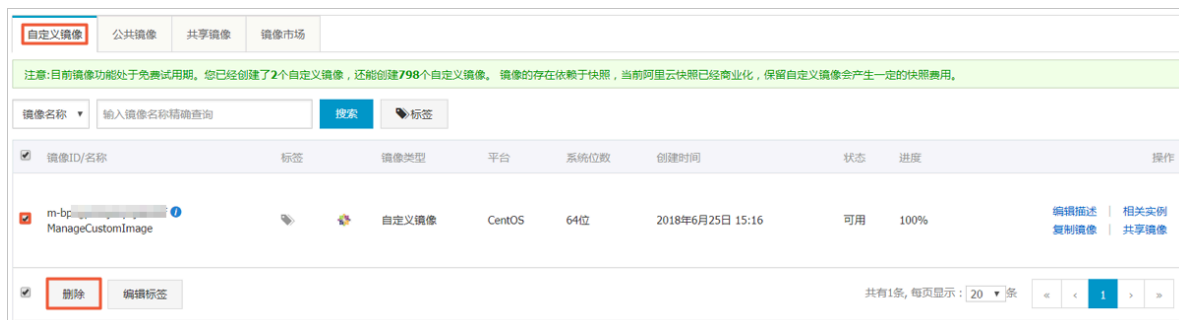 自定义镜像 公共镜像 共享镜像 镜像市场
注意:目前镜像功能处于免费试用期。您已经创建了2个自定义镜像，还能创建798个自定义镜像。 镜像的存在依赖于快照，当前阿里云快照已经商业化，保留自定义镜像会产生一定的快照费用。
镜像名称 输入镜像名称精确查询 搜索 标签
镜像ID/名称 标签 镜像类型 平台 系统位数 创建时间 状态 进度 操作
m-bp
ManageCustomImage
自定义镜像 CentOS 64位 2018年6月25日 15:16 可用 100%
编辑描述 | 相关实例
复制镜像 | 共享镜像
删除 编辑标签 共有1条, 每页显示：20 条 « ‹ 1 › »